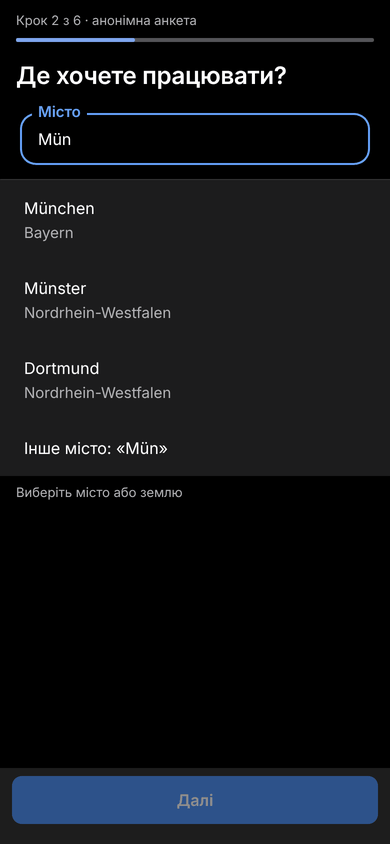 Крок 2 з 6 · анонімна анкета
Де хочете працювати?
Місто
Mün
München
Bayern
Münster
Nordrhein-Westfalen
Dortmund
Nordrhein-Westfalen
Інше місто: «Mün»
Виберіть місто або землю
Далі